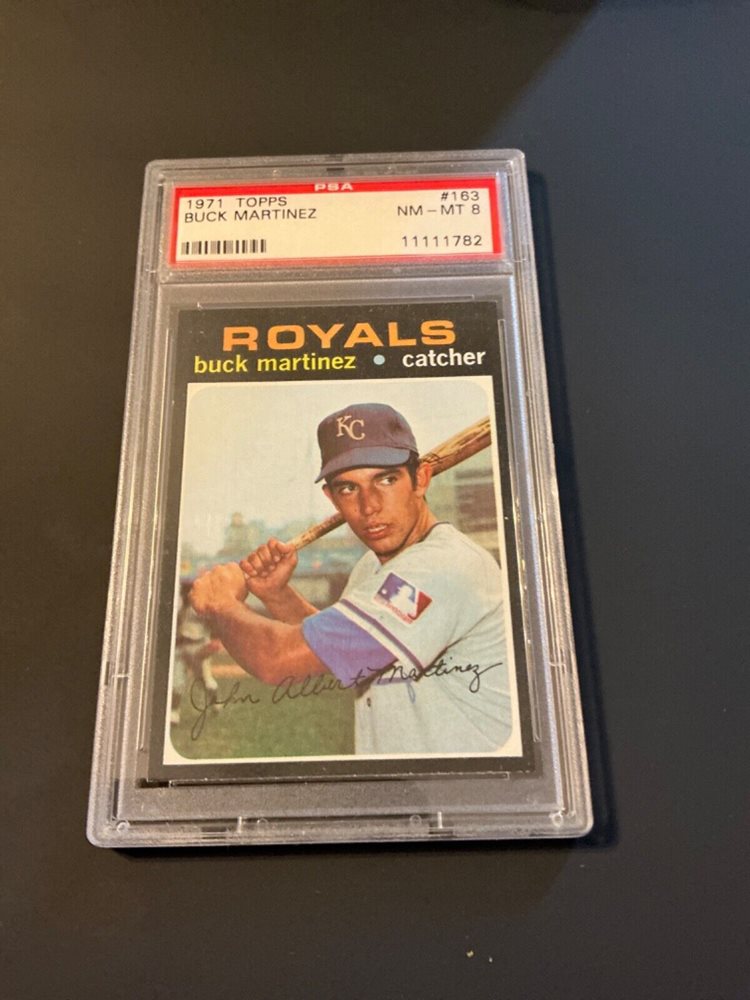 PSA
1971 TOPPS #163
BUCK MARTINEZ NM - MT 8
11111782
ROYALS
buck martinez • catcher
KC
John Albert Martinez